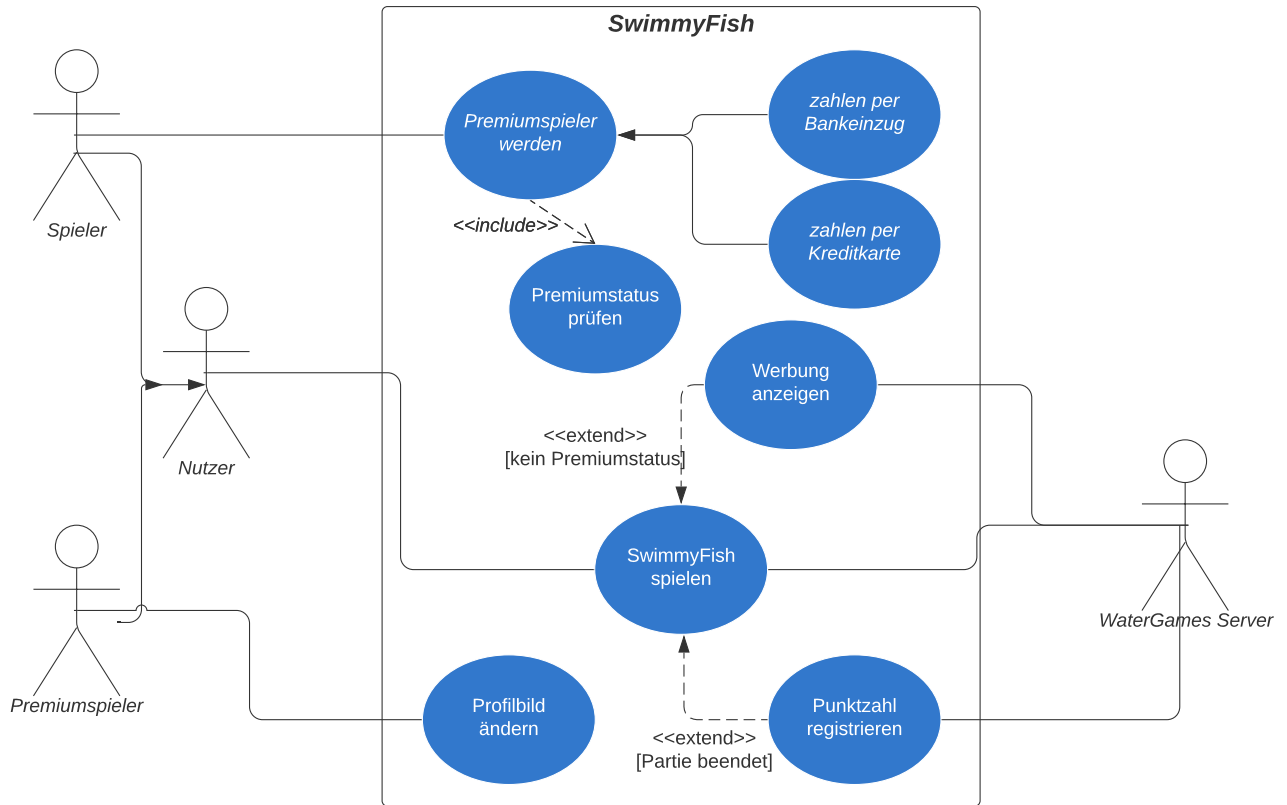 SwimmyFish
Premiumspieler
werden
zahlen per
Bankeinzug
Spieler
<<include>>
zahlen per
Kreditkarte
Premiumstatus
prüfen
Werbung
anzeigen
<<extend>>
[kein Premiumstatus]
Nutzer
SwimmyFish
spielen
WaterGames Server
Premiumspieler
Profilbild
ändern
Punktzahl
registrieren
<<extend>>
[Partie beendet]